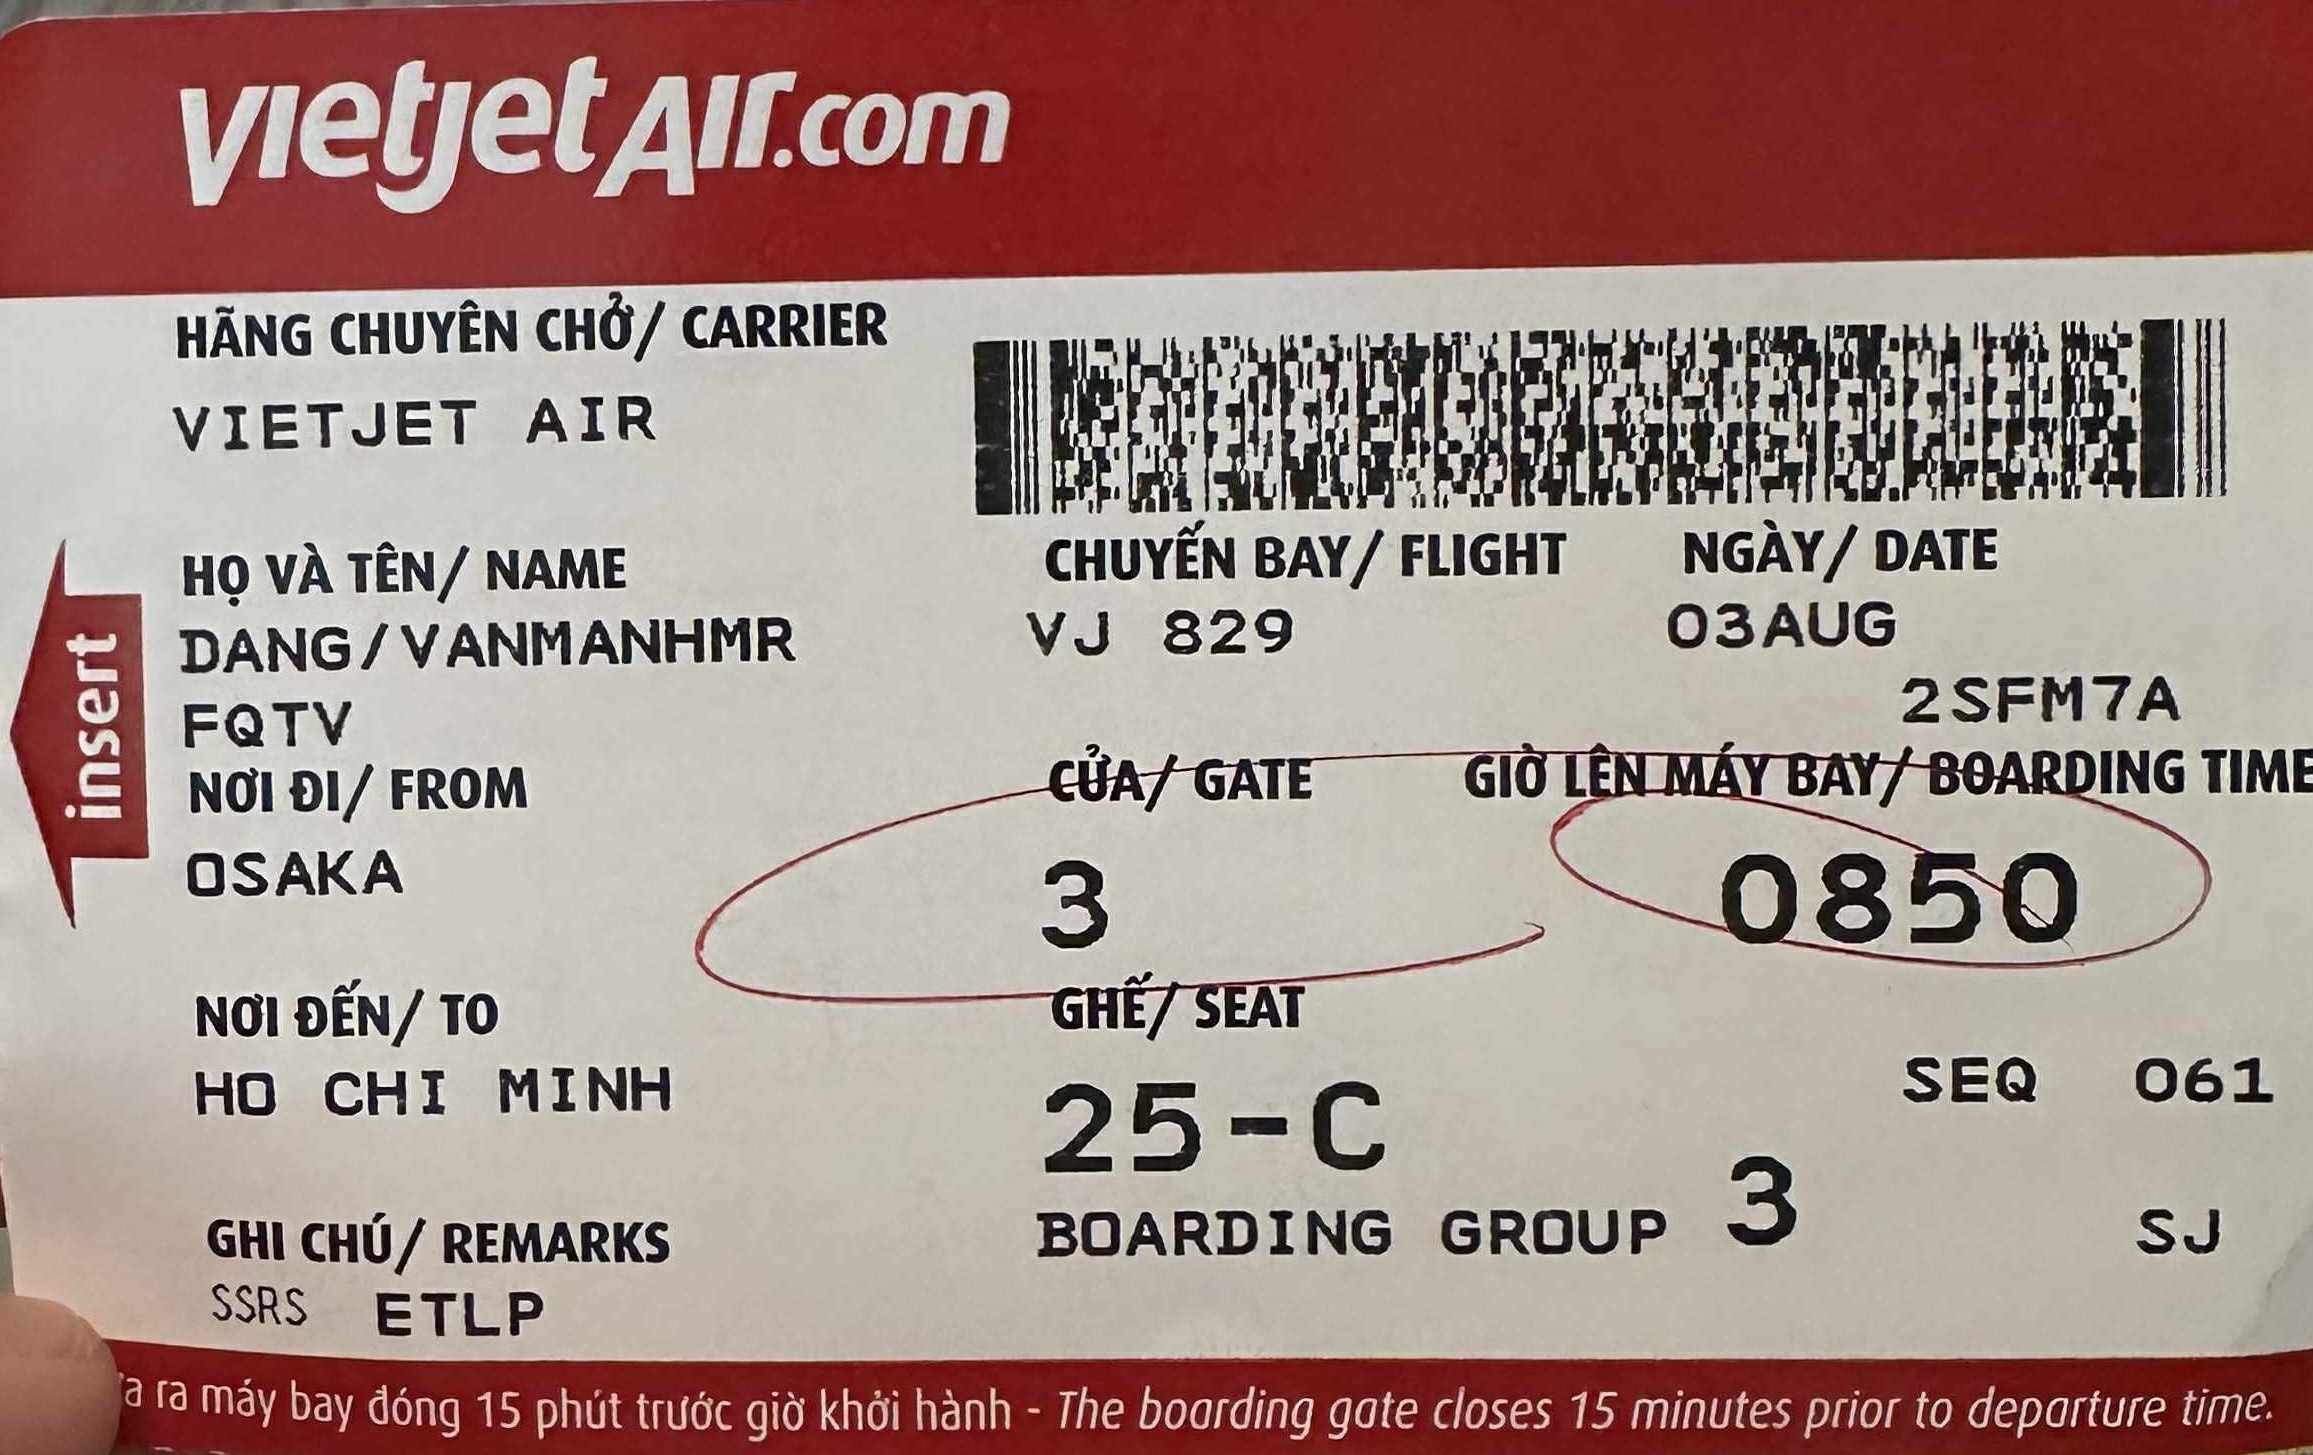 vietjetAir.com
HÃNG CHUYÊN CHỞ/ CARRIER
VIETJET AIR
insert
HỌ VÀ TÊN/ NAME
DANG/VANMANHMR
CHUYẾN BAY/ FLIGHT
VJ 829
NGÀY/ DATE
03AUG
FQTV
2SFM7A
NƠI ĐI/ FROM
OSAKA
CỬA/ GATE
3
GIỜ LÊN MÁY BAY/ BOARDING TIME
0850
NƠI ĐẾN/ TO
HO CHI MINH
GHẾ/ SEAT
25-C
SEQ 061
BOARDING GROUP 3
SJ
GHI CHÚ/ REMARKS
SSRS ETLP
ra máy bay đóng 15 phút trước giờ khởi hành - The boarding gate closes 15 minutes prior to departure time.